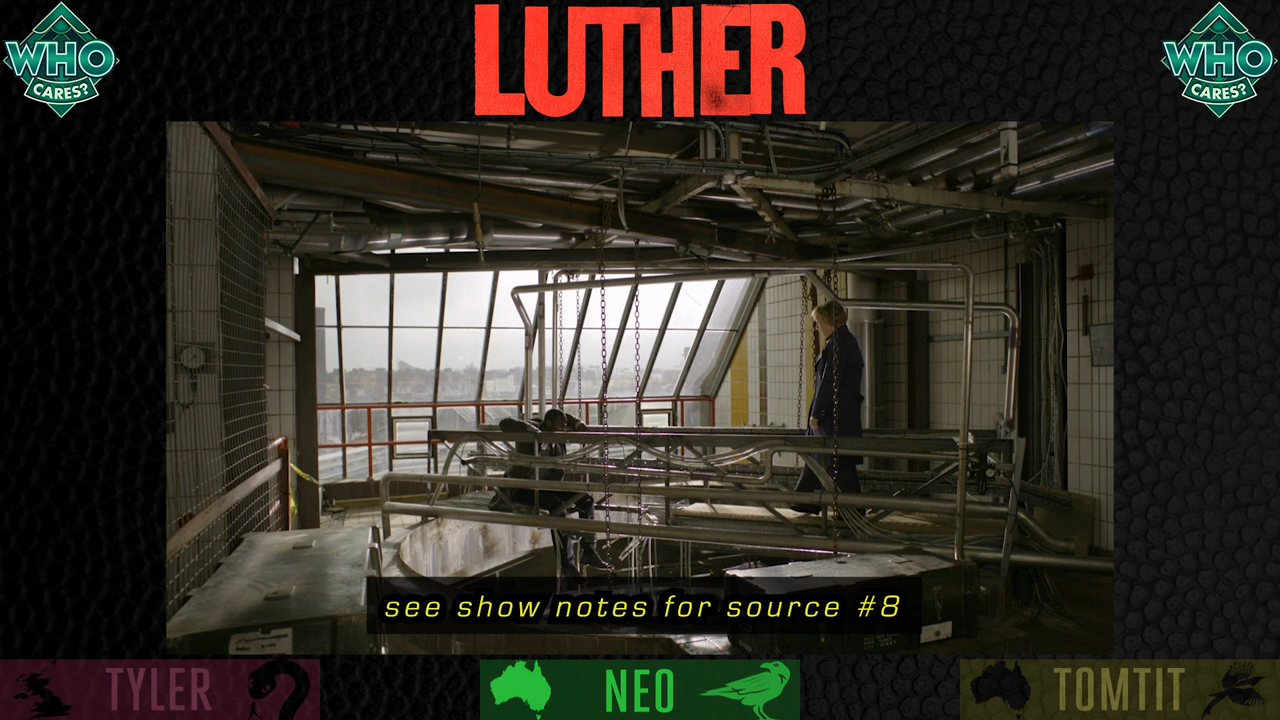 WHO
CARES?
LUTHER
WHO
CARES?
see show notes for source #8
TYLER
NEO
TOMTIT